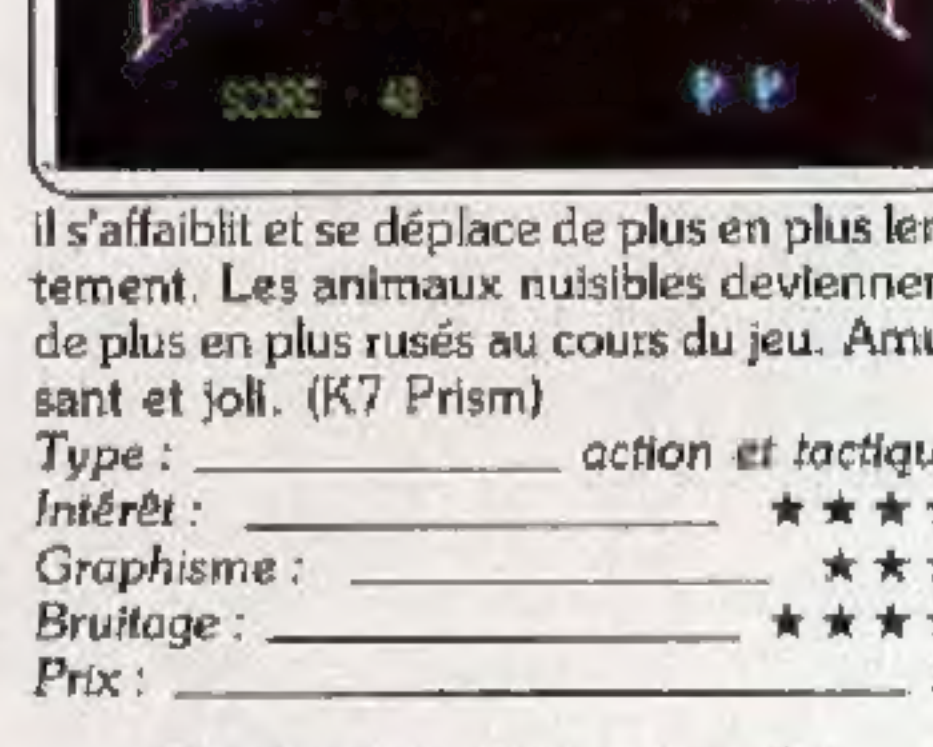 SCORE 48
il s'affaiblit et se déplace de plus en plus len
tement. Les animaux nuisibles deviennen
de plus en plus rusés au cours du jeu. Amu
sant et joli. (K7 Prism)
Type : action et tactiqu
Intérêt : ★ ★ ★
Graphisme : ★ ★
Bruitage : ★ ★ ★
Prix :